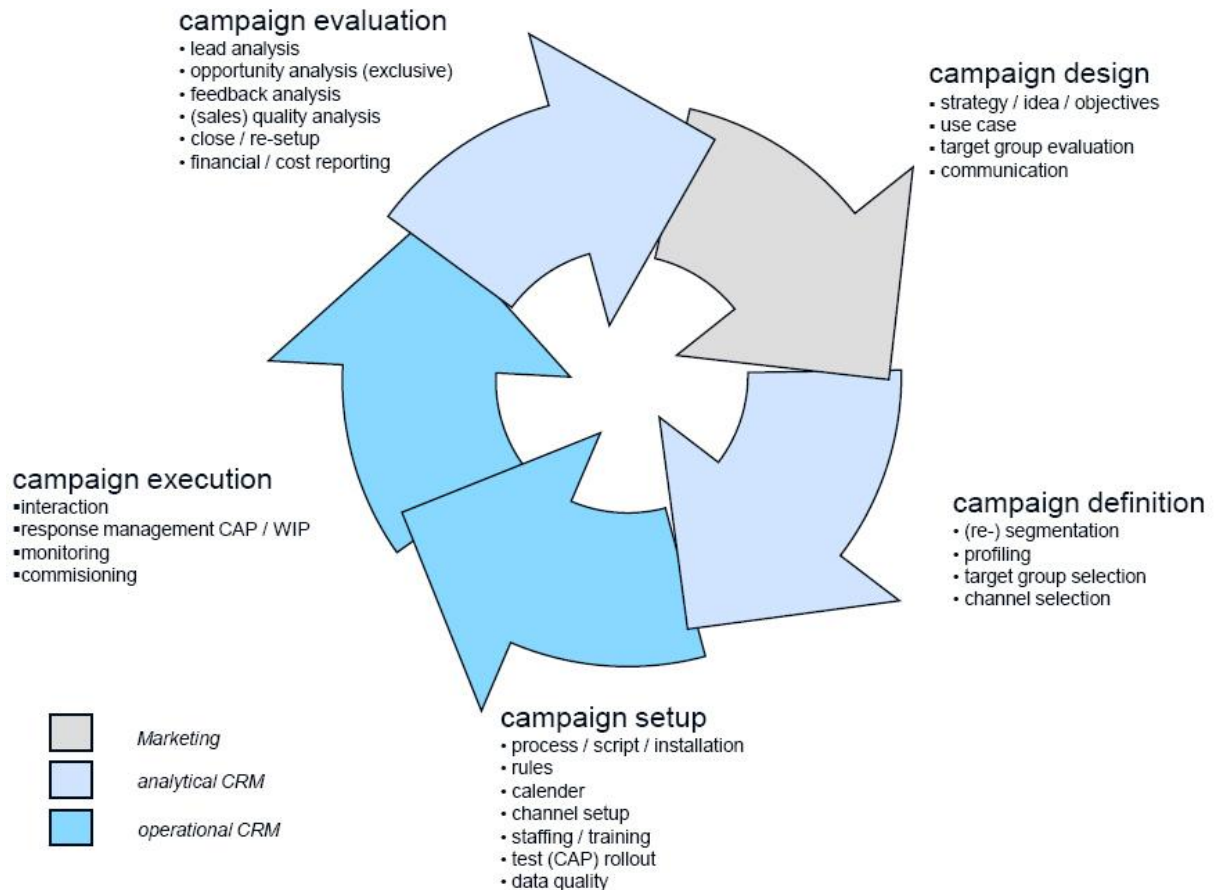 campaign evaluation
• lead analysis
• opportunity analysis (exclusive)
• feedback analysis
• (sales) quality analysis
• close / re-setup
• financial / cost reporting
campaign design
▪ strategy / idea / objectives
▪ use case
▪ target group evaluation
▪ communication
campaign definition
• (re-) segmentation
• profiling
• target group selection
• channel selection
campaign setup
• process / script / installation
• rules
• calender
• channel setup
• staffing / training
• test (CAP) rollout
• data quality
campaign execution
▪interaction
▪response management CAP / WIP
▪monitoring
▪commisioning
Marketing
analytical CRM
operational CRM